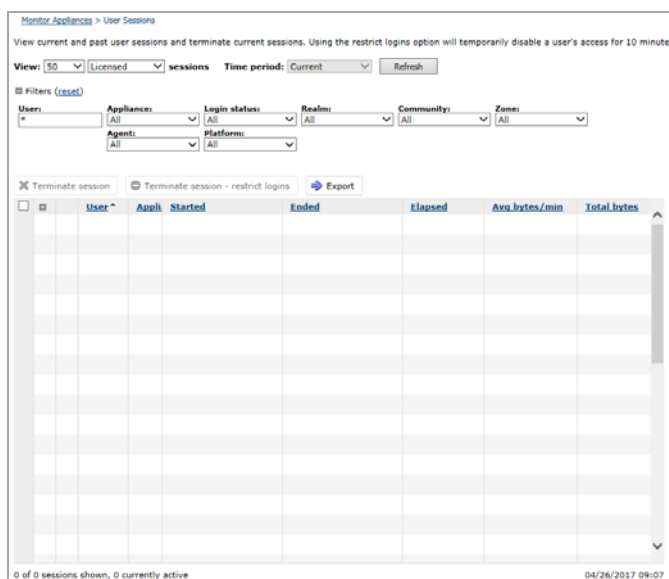 Monitor Appliances > User Sessions
View current and past user sessions and terminate current sessions. Using the restrict logins option will temporarily disable a user's access for 10 minute
View: 50 Licensed sessions Time period: Current Refresh
Filters (reset)
User: Appliance: Login status: Realm: Community: Zone:
* All All All All All
Agent: Platform:
All All
Terminate session Terminate session - restrict logins Export
User Appli Started Ended Elapsed Avg bytes/min Total bytes
0 of 0 sessions shown, 0 currently active 04/26/2017 09:07